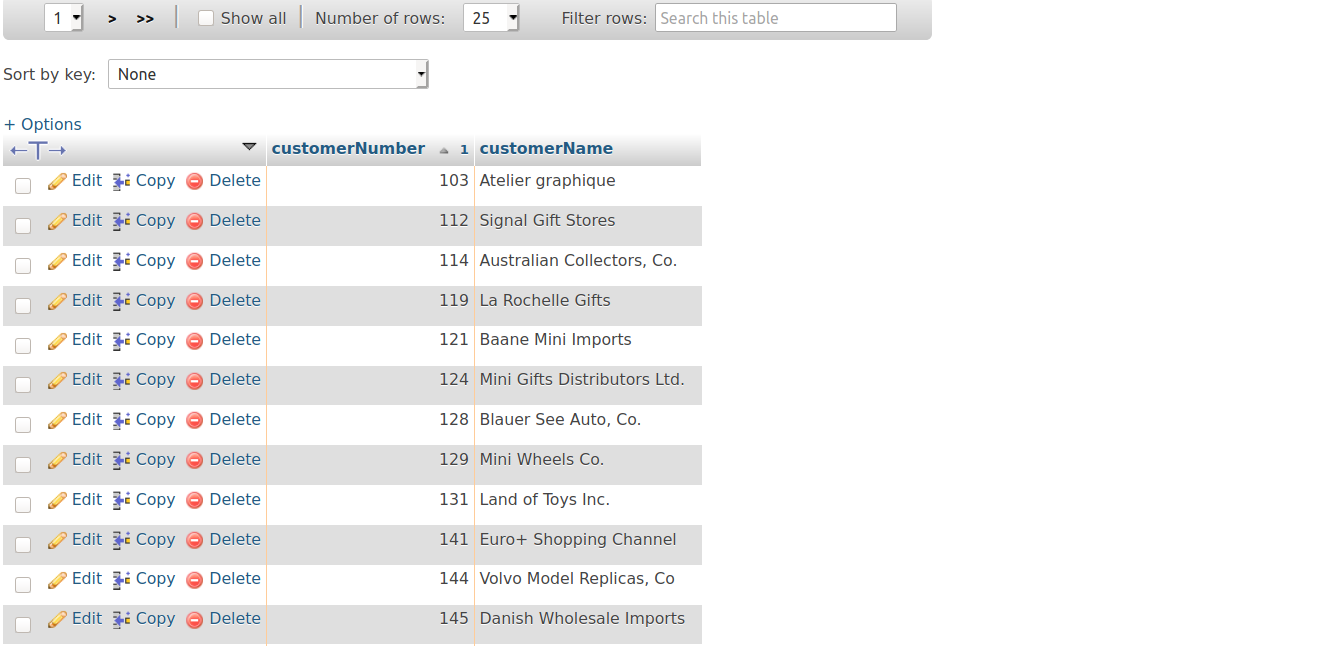 1 > >> Show all Number of rows: 25 Filter rows: Search this table
Sort by key: None
+ Options
←T→ customerNumber 1 customerName
Edit Copy Delete 103 Atelier graphique
Edit Copy Delete 112 Signal Gift Stores
Edit Copy Delete 114 Australian Collectors, Co.
Edit Copy Delete 119 La Rochelle Gifts
Edit Copy Delete 121 Baane Mini Imports
Edit Copy Delete 124 Mini Gifts Distributors Ltd.
Edit Copy Delete 128 Blauer See Auto, Co.
Edit Copy Delete 129 Mini Wheels Co.
Edit Copy Delete 131 Land of Toys Inc.
Edit Copy Delete 141 Euro+ Shopping Channel
Edit Copy Delete 144 Volvo Model Replicas, Co
Edit Copy Delete 145 Danish Wholesale Imports